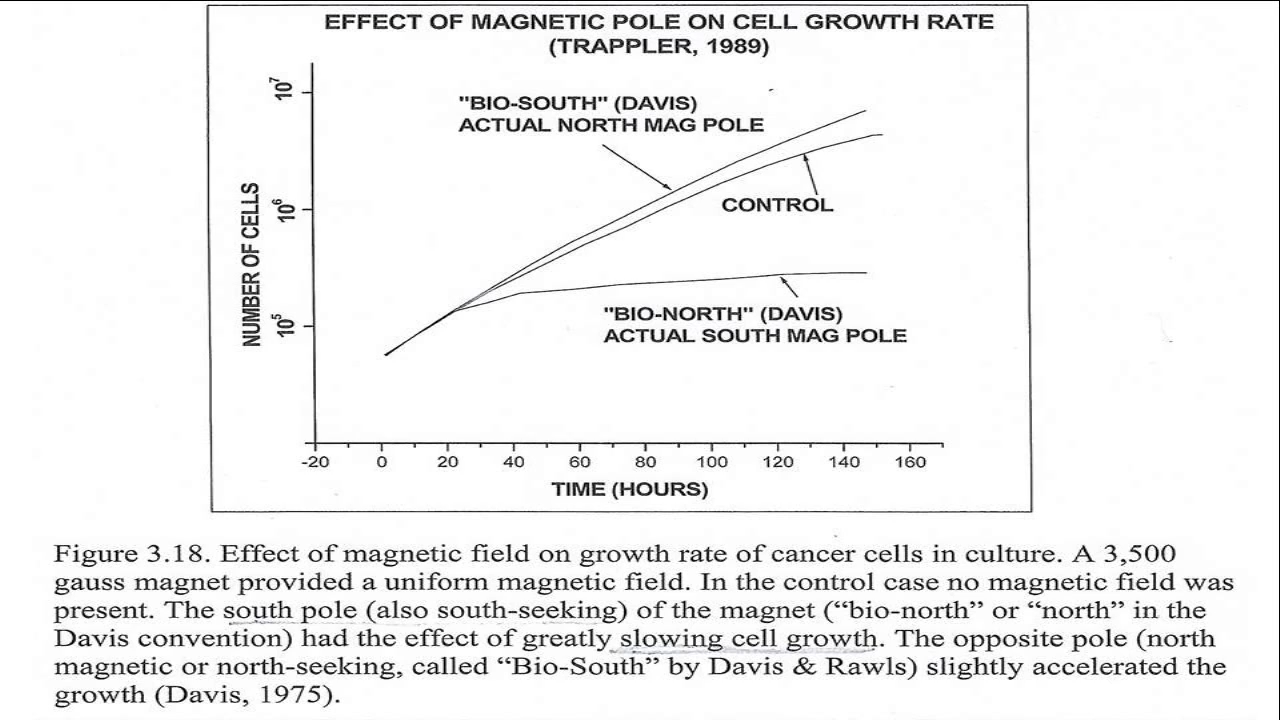 EFFECT OF MAGNETIC POLE ON CELL GROWTH RATE
(TRAPPLER, 1989)
10^7
"BIO-SOUTH" (DAVIS)
ACTUAL NORTH MAG POLE
CONTROL
10^6
NUMBER OF CELLS
"BIO-NORTH" (DAVIS)
ACTUAL SOUTH MAG POLE
10^5
-20 0 20 40 60 80 100 120 140 160
TIME (HOURS)
Figure 3.18. Effect of magnetic field on growth rate of cancer cells in culture. A 3,500
gauss magnet provided a uniform magnetic field. In the control case no magnetic field was
present. The south pole (also south-seeking) of the magnet (“bio-north” or “north” in the
Davis convention) had the effect of greatly slowing cell growth. The opposite pole (north
magnetic or north-seeking, called “Bio-South” by Davis & Rawls) slightly accelerated the
growth (Davis, 1975).